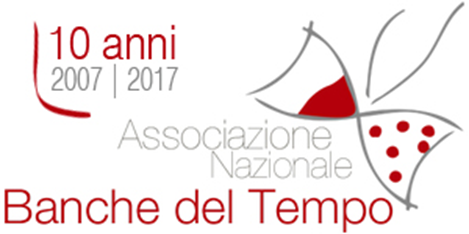 10 anni
2007 | 2017
Associazione
Nazionale
Banche del Tempo